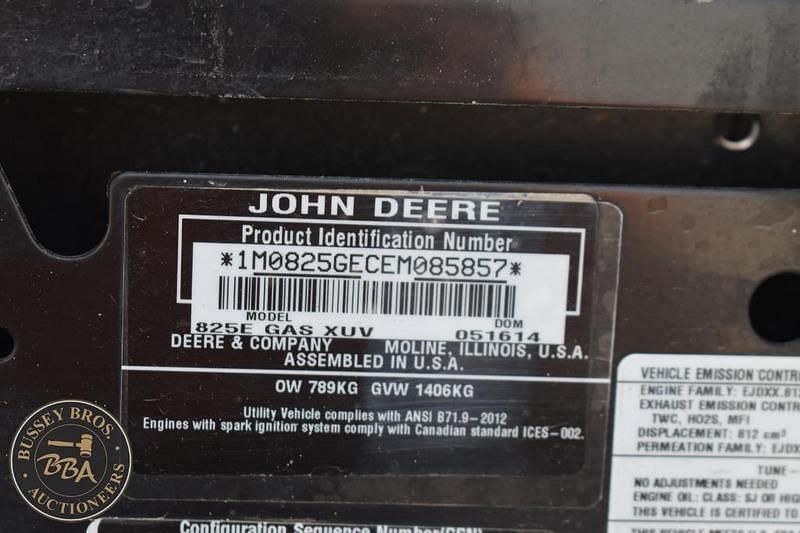 JOHN DEERE
Product Identification Number
*1M0825GECEM085857*
MODEL DOM
825E GAS XUV 051614
DEERE & COMPANY MOLINE, ILLINOIS, U.S.A.
ASSEMBLED IN U.S.A.
OW 789KG GVW 1406KG
Utility Vehicle complies with ANSI B71.9-2012
Engines with spark ignition system comply with Canadian standard ICES-002.
VEHICLE EMISSION CONTR
ENGINE FAMILY: EJDXX.81
EXHAUST EMISSION CONTR
TWC, HO2S, MFI
DISPLACEMENT: 812 cm³
PERMEATION FAMILY: EJDX
TUNE-
NO ADJUSTMENTS NEEDED
ENGINE OIL: CLASS: SJ OR HIGH
THIS VEHICLE IS CERTIFIED TO
Configuration Sequence Number(CSN)
BUSSEY BROS.
BBA
AUCTIONEERS